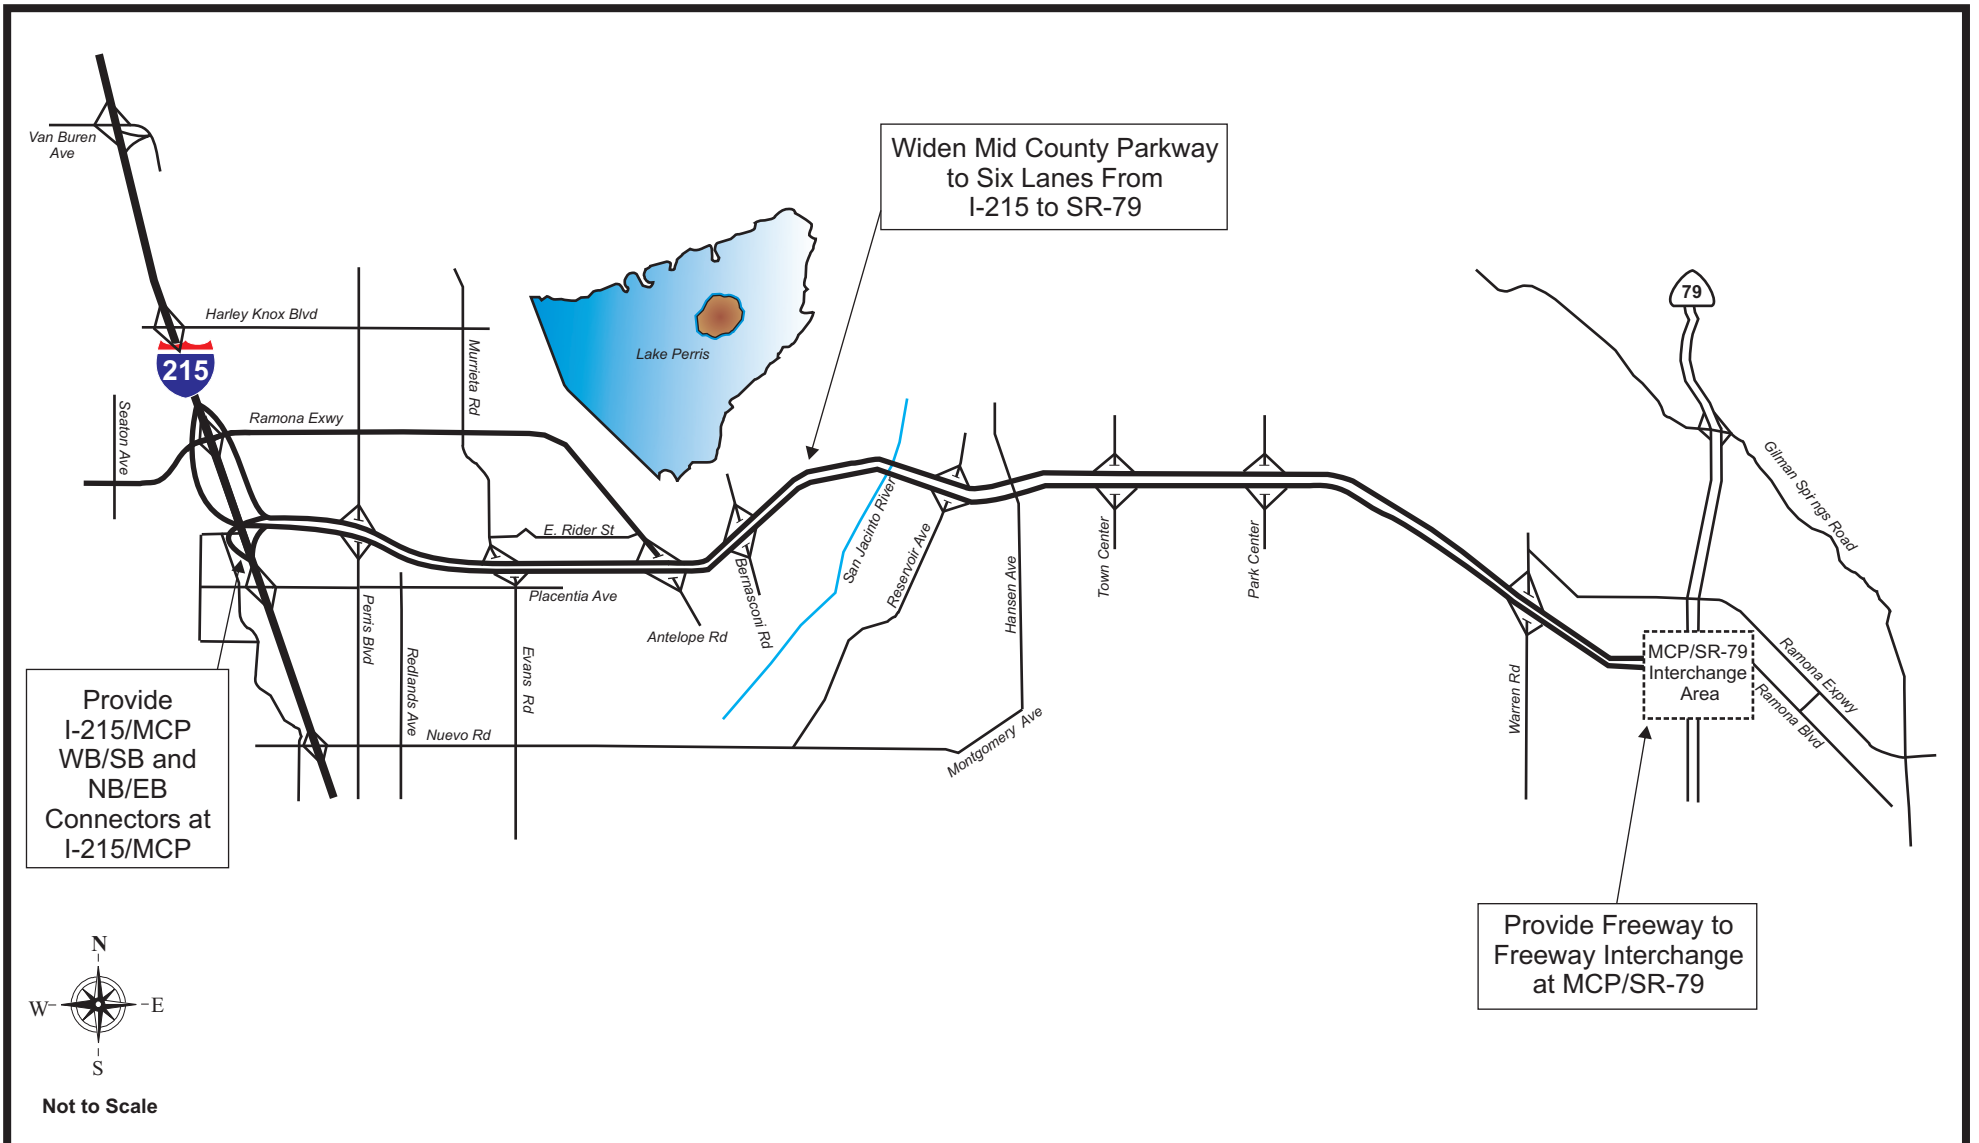 Van Buren
Ave
Widen Mid County Parkway
to Six Lanes From
I-215 to SR-79
79
Harley Knox Blvd
Lake Perris
215
Murrieta Rd
Seaton Ave
Ramona Exwy
Gilman Spirngs Road
San Jacinto River
E. Rider St
Reservoir Ave
Town Center
Park Center
Bernasconi Rd
Hansen Ave
Placentia Ave
Antelope Rd
Perris Blvd
Redlands Ave
Evans Rd
Nuevo Rd
Montgomery Ave
Warren Rd
MCP/SR-79
Interchange
Area
Ramona Expwy
Ramona Blvd
Provide
I-215/MCP
WB/SB and
NB/EB
Connectors at
I-215/MCP
Provide Freeway to
Freeway Interchange
at MCP/SR-79
N
W
E
S
Not to Scale